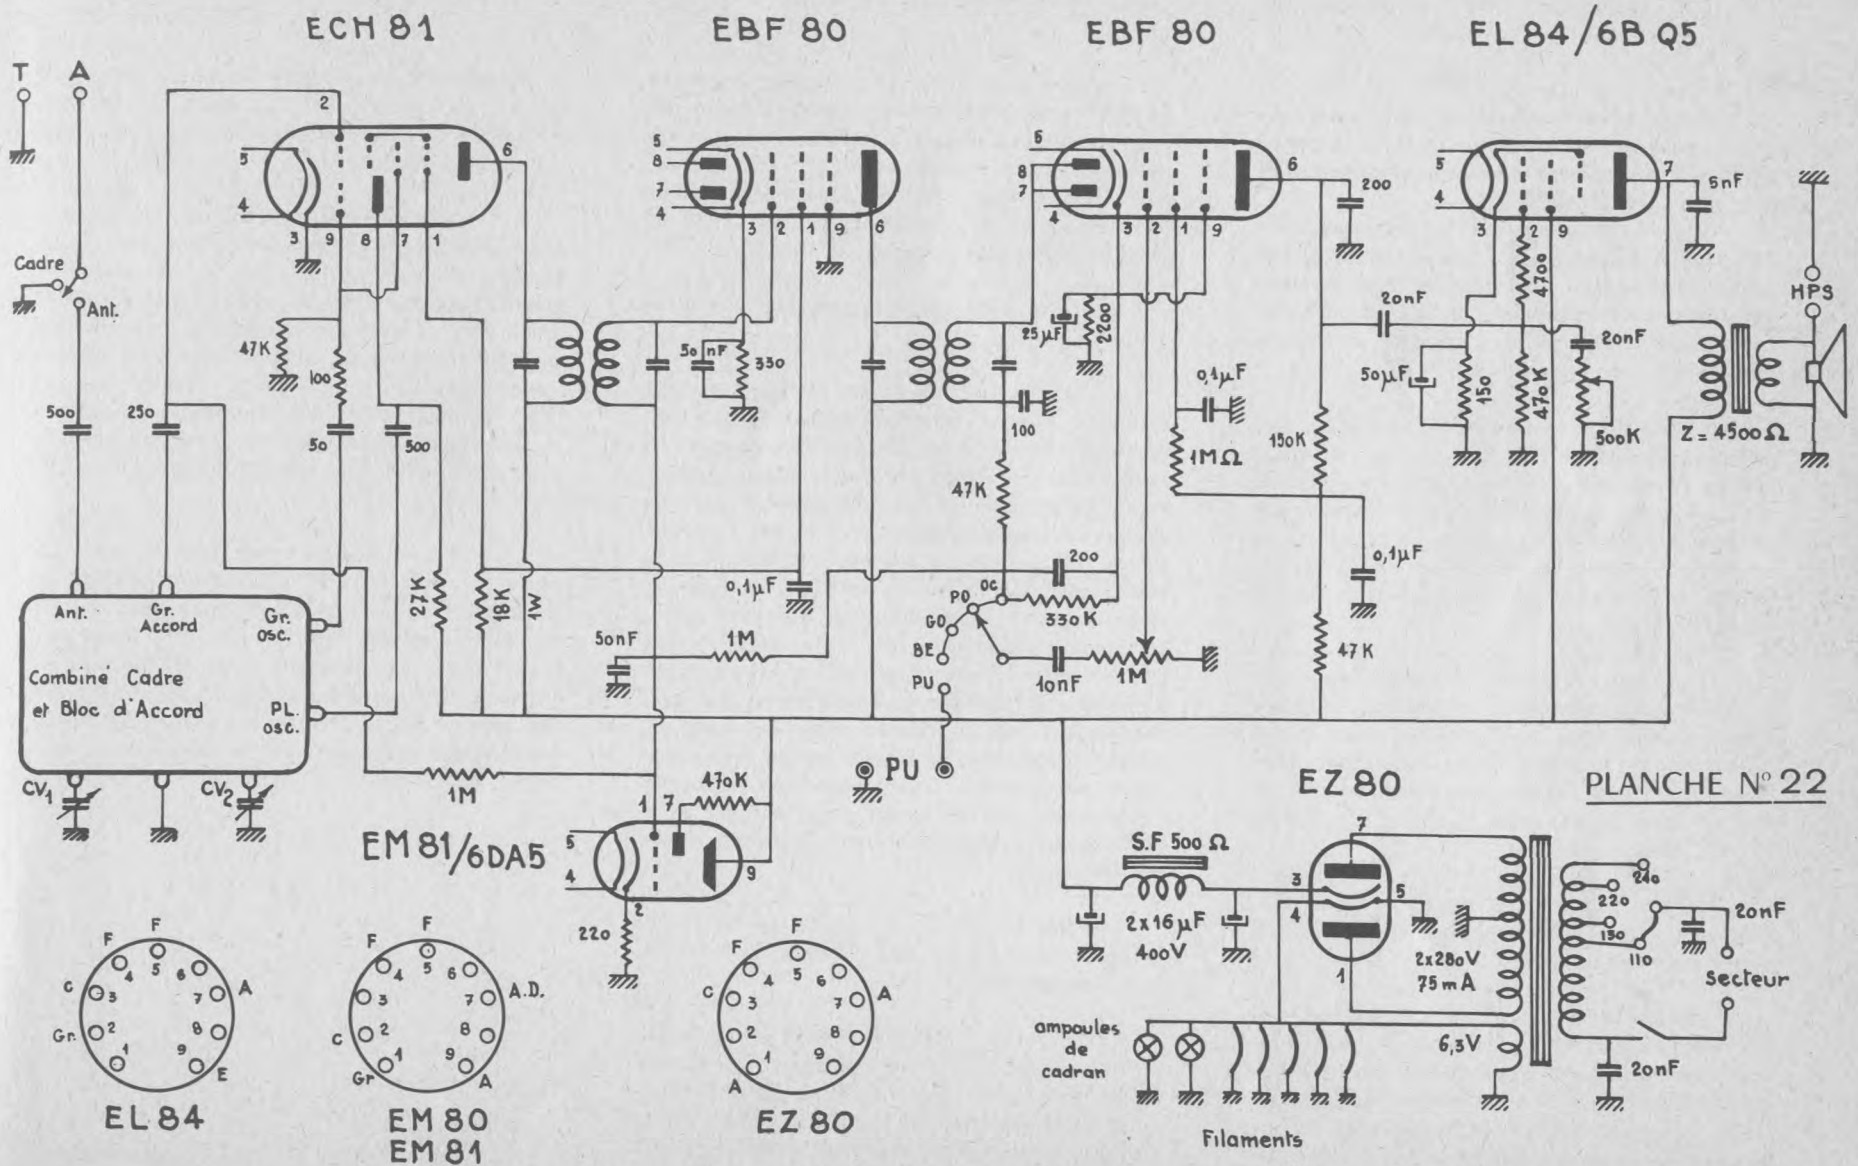 ECH 81
EBF 80
EBF 80
EL 84/6B Q5
T
A
2
5
4
6
3
9
8
7
1
5
8
7
4
3
2
1
9
6
5
8
7
4
3
2
1
9
6
200
5
4
3
2
9
7
5nF
Cadre
Ant.
HPS
47K
100
50nF
330
25µF
2200
0,1µF
20nF
4700
20nF
50µF
150
470K
500K
Z = 4500 Ω
500
250
50
500
100
1MΩ
150K
47K
27K
18K
1W
0,1µF
200
0,1µF
Ant.
Gr. Accord
Gr. osc.
Combiné Cadre
et Bloc d'Accord
PL. osc.
50nF
1M
OC
PO
GO
BE
PU
330K
10nF
1M
47K
CV1
CV2
1M
470K
PU
EZ 80
PLANCHE N° 22
EM 81/6DA5
1
7
5
4
9
2
220
S.F 500 Ω
2x16µF
400V
7
3
4
5
1
2x280V
75mA
6,3V
240
220
130
110
20nF
secteur
20nF
ampoules
de
cadran
Filaments
F
F
C
Gr.
A
E
1
2
3
4
5
6
7
8
9
EL 84
F
F
C
Gr
A.D.
A
1
2
3
4
5
6
7
8
9
EM 80
EM 81
F
F
C
A
A
1
2
3
4
5
6
7
8
9
EZ 80